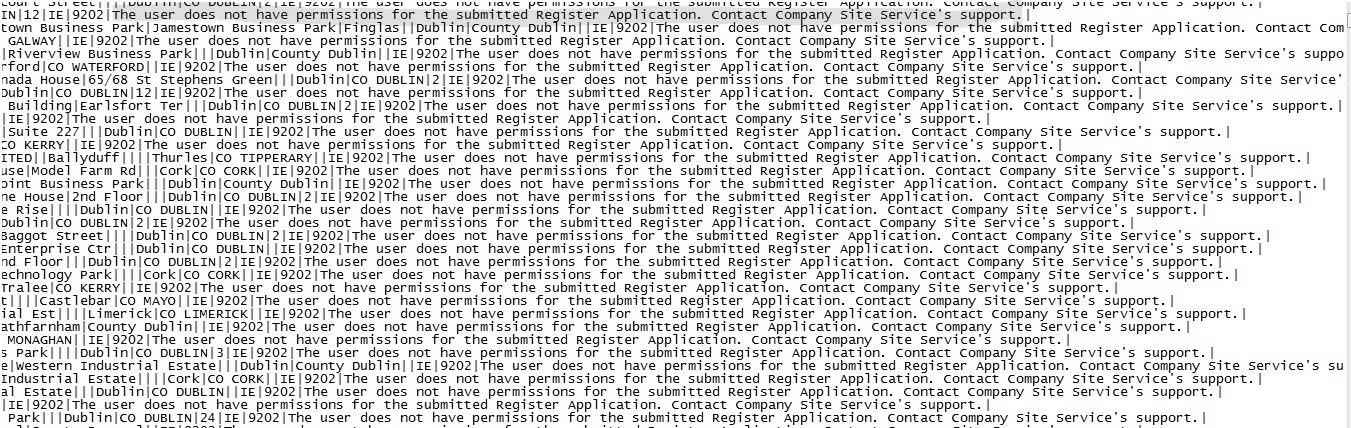 Court Street||||Dublin|CO DUBLIN|2|IE|9202|The user does not have permissions for the submitted Register Application. Contact Company Site Service's support.|
IN|12|IE|9202|The user does not have permissions for the submitted Register Application. Contact Company Site Service's support.|
town Business Park|Jamestown Business Park|Finglas||Dublin|County Dublin||IE|9202|The user does not have permissions for the submitted Register Application. Contact Com
GALWAY||IE|9202|The user does not have permissions for the submitted Register Application. Contact Company Site Service's support.|
|Riverview Business Park|||Dublin|County Dublin||IE|9202|The user does not have permissions for the submitted Register Application. Contact Company Site Service's suppo
rford|CO WATERFORD||IE|9202|The user does not have permissions for the submitted Register Application. Contact Company Site Service's support.|
nada House|65/68 St Stephens Green|||Dublin|CO DUBLIN|2|IE|9202|The user does not have permissions for the submitted Register Application. Contact Company Site Service'
Dublin|CO DUBLIN|12|IE|9202|The user does not have permissions for the submitted Register Application. Contact Company Site Service's support.|
Building|Earlsfort Ter|||Dublin|CO DUBLIN|2|IE|9202|The user does not have permissions for the submitted Register Application. Contact Company Site Service's support.|
|IE|9202|The user does not have permissions for the submitted Register Application. Contact Company Site Service's support.|
|Suite 227|||Dublin|CO DUBLIN||IE|9202|The user does not have permissions for the submitted Register Application. Contact Company Site Service's support.|
CO KERRY||IE|9202|The user does not have permissions for the submitted Register Application. Contact Company Site Service's support.|
ITED||Ballyduff||||Thurles|CO TIPPERARY||IE|9202|The user does not have permissions for the submitted Register Application. Contact Company Site Service's support.|
use|Model Farm Rd|||Cork|CO CORK||IE|9202|The user does not have permissions for the submitted Register Application. Contact Company Site Service's support.|
oint Business Park|||Dublin|County Dublin||IE|9202|The user does not have permissions for the submitted Register Application. Contact Company Site Service's support.|
ne House|2nd Floor|||Dublin|CO DUBLIN|2|IE|9202|The user does not have permissions for the submitted Register Application. Contact Company Site Service's support.|
e Rise||||Dublin|CO DUBLIN||IE|9202|The user does not have permissions for the submitted Register Application. Contact Company Site Service's support.|
Dublin|CO DUBLIN|2|IE|9202|The user does not have permissions for the submitted Register Application. Contact Company Site Service's support.|
Baggot Street||||Dublin|CO DUBLIN|2|IE|9202|The user does not have permissions for the submitted Register Application. Contact Company Site Service's support.|
Enterprise Ctr|||Dublin|CO DUBLIN||IE|9202|The user does not have permissions for the submitted Register Application. Contact Company Site Service's support.|
nd Floor|||Dublin|CO DUBLIN|2|IE|9202|The user does not have permissions for the submitted Register Application. Contact Company Site Service's support.|
echnology Park||||Cork|CO CORK||IE|9202|The user does not have permissions for the submitted Register Application. Contact Company Site Service's support.|
Tralee|CO KERRY||IE|9202|The user does not have permissions for the submitted Register Application. Contact Company Site Service's support.|
t||||Castlebar|CO MAYO||IE|9202|The user does not have permissions for the submitted Register Application. Contact Company Site Service's support.|
ial Est||||Limerick|CO LIMERICK||IE|9202|The user does not have permissions for the submitted Register Application. Contact Company Site Service's support.|
athfarnham|County Dublin||IE|9202|The user does not have permissions for the submitted Register Application. Contact Company Site Service's support.|
MONAGHAN||IE|9202|The user does not have permissions for the submitted Register Application. Contact Company Site Service's support.|
s Park||||Dublin|CO DUBLIN|3|IE|9202|The user does not have permissions for the submitted Register Application. Contact Company Site Service's support.|
e|Western Industrial Estate|||Dublin|County Dublin||IE|9202|The user does not have permissions for the submitted Register Application. Contact Company Site Service's su
Industrial Estate||||Cork|CO CORK||IE|9202|The user does not have permissions for the submitted Register Application. Contact Company Site Service's support.|
al Estate|||Dublin|CO DUBLIN||IE|9202|The user does not have permissions for the submitted Register Application. Contact Company Site Service's support.|
|IE|9202|The user does not have permissions for the submitted Register Application. Contact Company Site Service's support.|
Park|||Dublin|CO DUBLIN|24|IE|9202|The user does not have permissions for the submitted Register Application. Contact Company Site Service's support.|